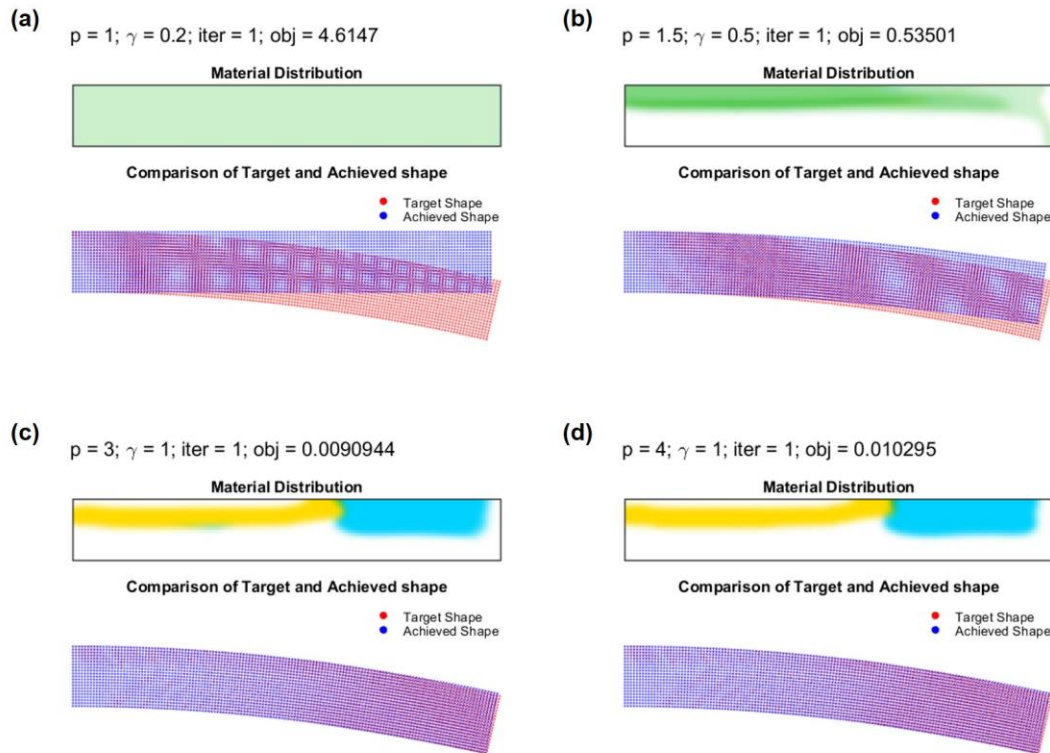 (a)
p = 1; γ = 0.2; iter = 1; obj = 4.6147
Material Distribution
Comparison of Target and Achieved shape
Target Shape
Achieved Shape
(b)
p = 1.5; γ = 0.5; iter = 1; obj = 0.53501
Material Distribution
Comparison of Target and Achieved shape
Target Shape
Achieved Shape
(c)
p = 3; γ = 1; iter = 1; obj = 0.0090944
Material Distribution
Comparison of Target and Achieved shape
Target Shape
Achieved Shape
(d)
p = 4; γ = 1; iter = 1; obj = 0.010295
Material Distribution
Comparison of Target and Achieved shape
Target Shape
Achieved Shape